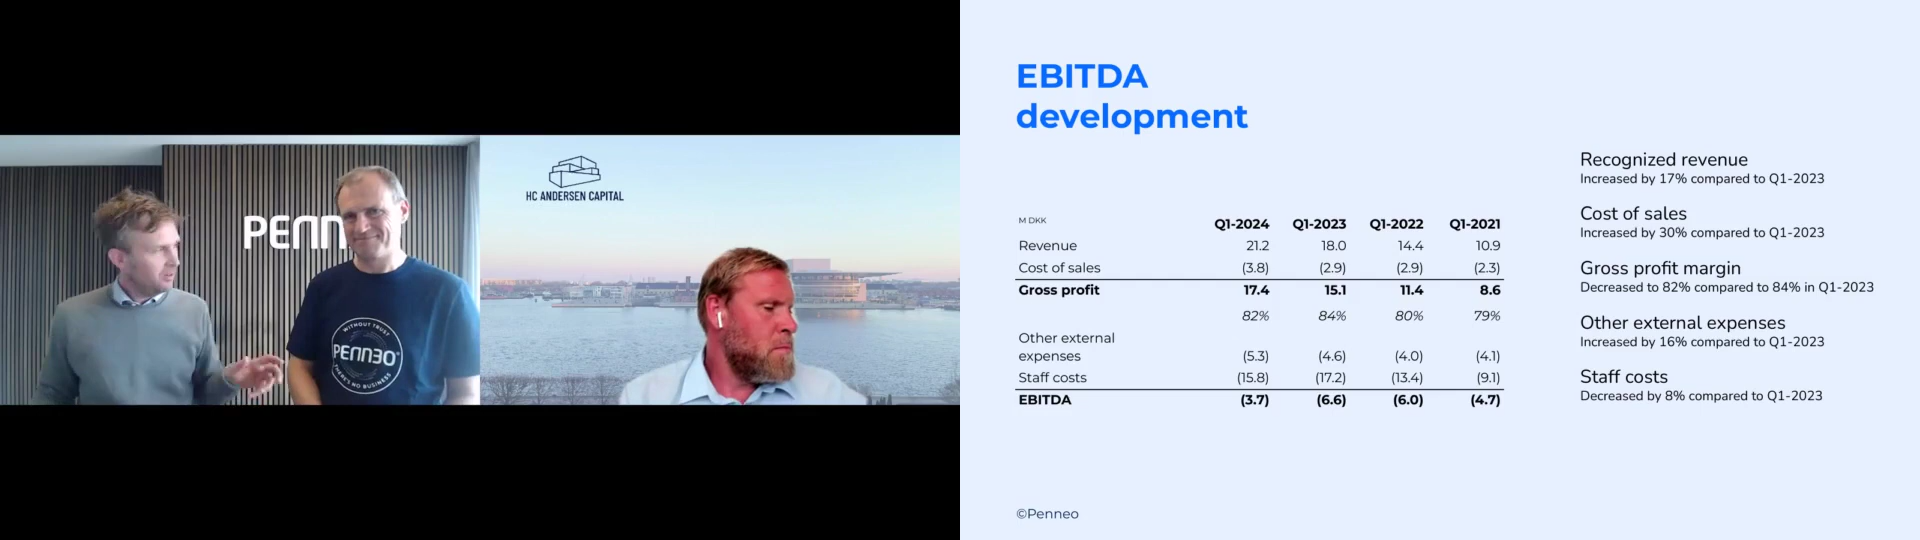 PENN
WITHOUT TRUST
PENNEO®
THERE'S NO BUSINESS
HC ANDERSEN CAPITAL
EBITDA
development
M DKK Q1-2024 Q1-2023 Q1-2022 Q1-2021
Revenue 21.2 18.0 14.4 10.9
Cost of sales (3.8) (2.9) (2.9) (2.3)
Gross profit 17.4 15.1 11.4 8.6
82% 84% 80% 79%
Other external
expenses (5.3) (4.6) (4.0) (4.1)
Staff costs (15.8) (17.2) (13.4) (9.1)
EBITDA (3.7) (6.6) (6.0) (4.7)
Recognized revenue
Increased by 17% compared to Q1-2023
Cost of sales
Increased by 30% compared to Q1-2023
Gross profit margin
Decreased to 82% compared to 84% in Q1-2023
Other external expenses
Increased by 16% compared to Q1-2023
Staff costs
Decreased by 8% compared to Q1-2023
©Penneo